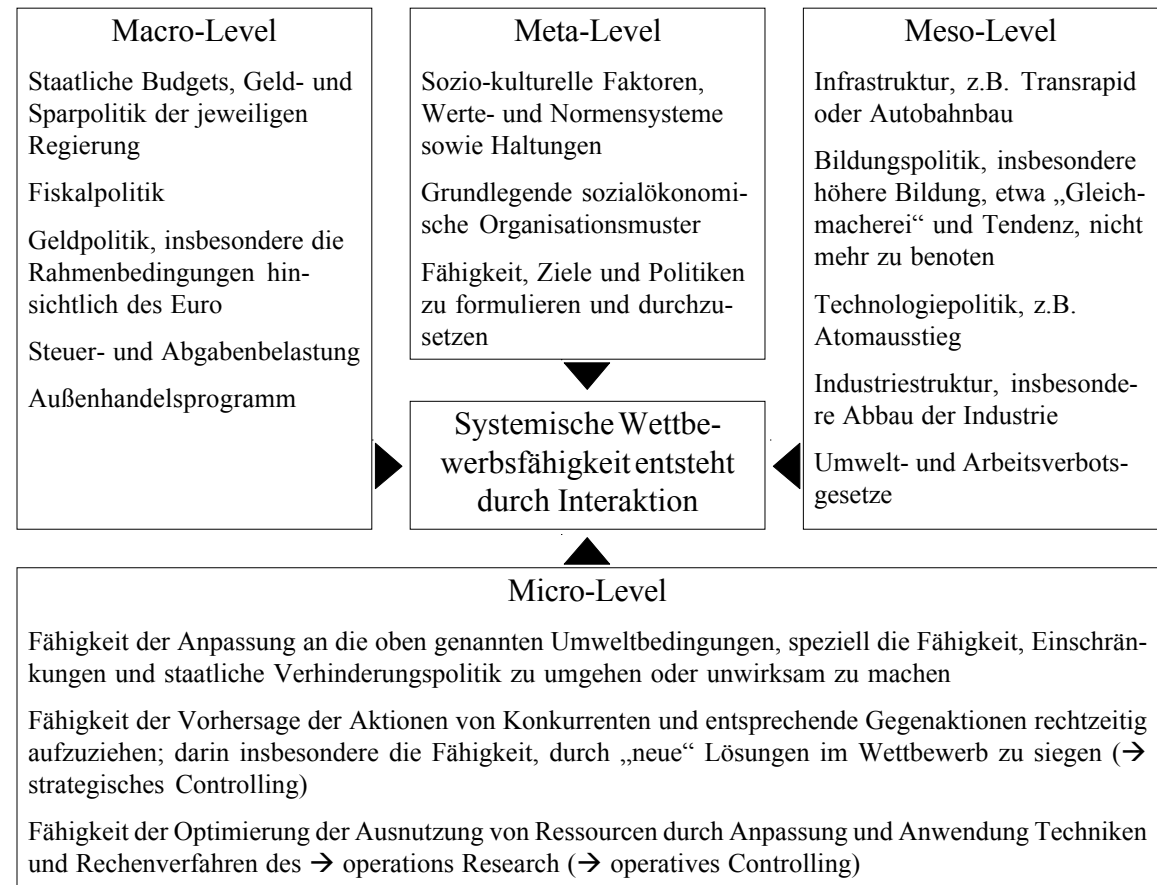 Macro-Level
Staatliche Budgets, Geld- und
Sparpolitik der jeweiligen
Regierung
Fiskalpolitik
Geldpolitik, insbesondere die
Rahmenbedingungen hin-
sichtlich des Euro
Steuer- und Abgabenbelastung
Außenhandelsprogramm
Meta-Level
Sozio-kulturelle Faktoren,
Werte- und Normensysteme
sowie Haltungen
Grundlegende sozialökonomi-
sche Organisationsmuster
Fähigkeit, Ziele und Politiken
zu formulieren und durchzu-
setzen
Meso-Level
Infrastruktur, z.B. Transrapid
oder Autobahnbau
Bildungspolitik, insbesondere
höhere Bildung, etwa „Gleich-
macherei“ und Tendenz, nicht
mehr zu benoten
Technologiepolitik, z.B.
Atomausstieg
Industriestruktur, insbesonde-
re Abbau der Industrie
Umwelt- und Arbeitsverbots-
gesetze
Systemische Wettbe-
werbsfähigkeit entsteht
durch Interaktion
Micro-Level
Fähigkeit der Anpassung an die oben genannten Umweltbedingungen, speziell die Fähigkeit, Einschrän-
kungen und staatliche Verhinderungspolitik zu umgehen oder unwirksam zu machen
Fähigkeit der Vorhersage der Aktionen von Konkurrenten und entsprechende Gegenaktionen rechtzeitig
aufzuziehen; darin insbesondere die Fähigkeit, durch „neue“ Lösungen im Wettbewerb zu siegen (→
strategisches Controlling)
Fähigkeit der Optimierung der Ausnutzung von Ressourcen durch Anpassung und Anwendung Techniken
und Rechenverfahren des → operations Research (→ operatives Controlling)